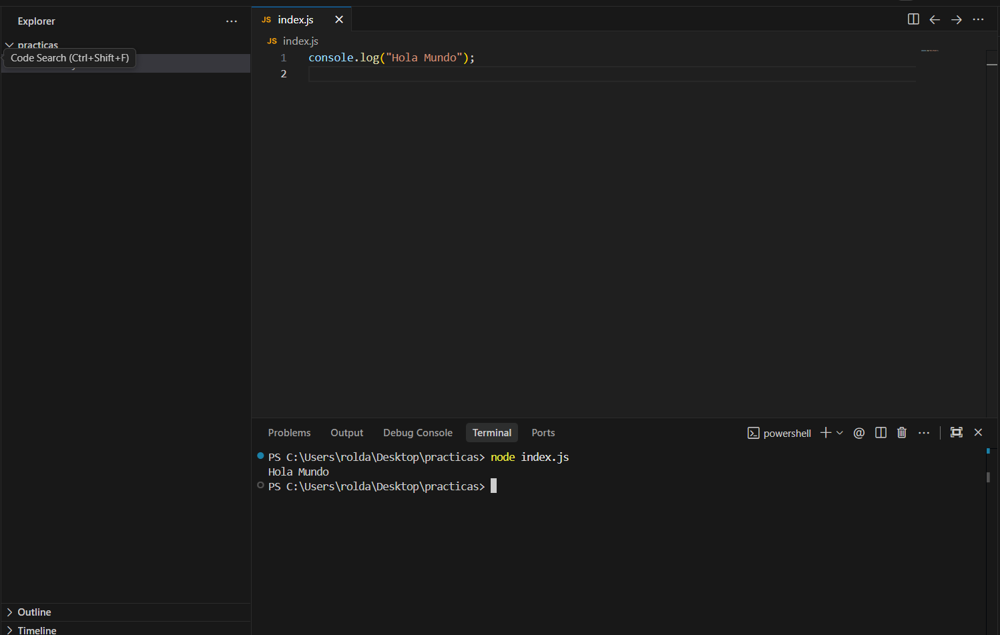 Explorer
practicas
Code Search (Ctrl+Shift+F)
Outline
Timeline
JS index.js
JS index.js
1 console.log("Hola Mundo");
2
Problems Output Debug Console Terminal Ports
powershell
PS C:\Users\rolda\Desktop\practicas> node index.js
Hola Mundo
PS C:\Users\rolda\Desktop\practicas>